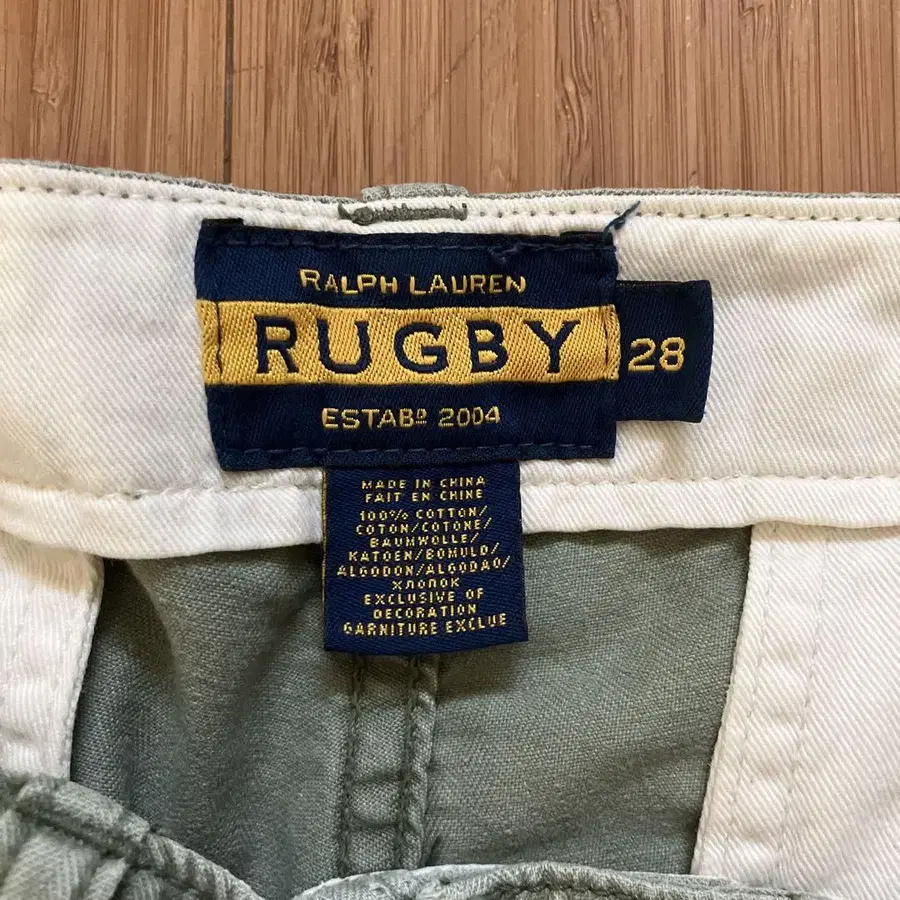 RALPH LAUREN
RUGBY
28
ESTABº 2004
MADE IN CHINA
FAIT EN CHINE
100% COTTON/
COTON/COTONE/
BAUMWOLLE/
KATOEN/BOMULD/
ALGODON/ALGODAO/
хлопок
EXCLUSIVE OF
DECORATION
GARNITURE EXCLUE